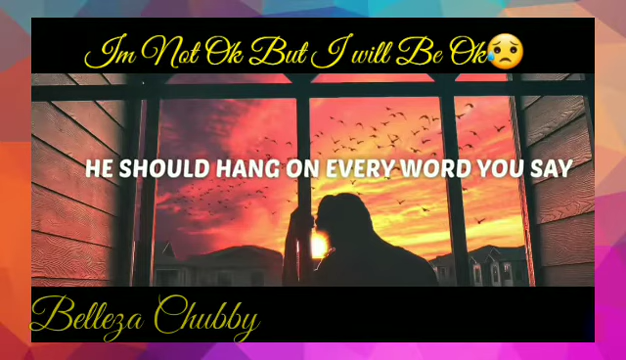 Im Not Ok But I will Be Ok😥
HE SHOULD HANG ON EVERY WORD YOU SAY
Belleza Chubby